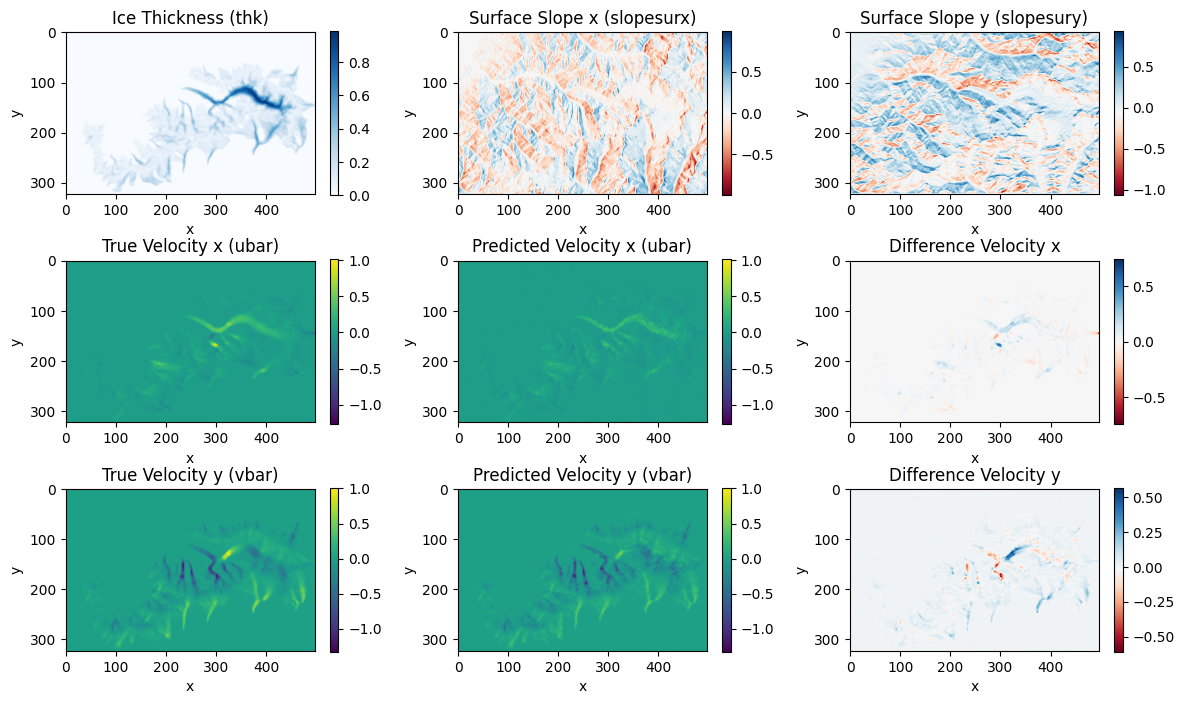 Ice Thickness (thk)
Surface Slope x (slopesurx)
Surface Slope y (slopesury)
0
100
200
300
y
0 100 200 300 400
x
0.8
0.6
0.4
0.2
0.0
0
100
200
300
y
0 100 200 300 400
x
0.5
0.0
−0.5
0
100
200
300
y
0 100 200 300 400
x
0.5
0.0
−0.5
−1.0
True Velocity x (ubar)
Predicted Velocity x (ubar)
Difference Velocity x
0
100
200
300
y
0 100 200 300 400
x
1.0
0.5
0.0
−0.5
−1.0
0
100
200
300
y
0 100 200 300 400
x
1.0
0.5
0.0
−0.5
−1.0
0
100
200
300
y
0 100 200 300 400
x
0.5
0.0
−0.5
True Velocity y (vbar)
Predicted Velocity y (vbar)
Difference Velocity y
0
100
200
300
y
0 100 200 300 400
x
1.0
0.5
0.0
−0.5
−1.0
0
100
200
300
y
0 100 200 300 400
x
1.0
0.5
0.0
−0.5
−1.0
0
100
200
300
y
0 100 200 300 400
x
0.50
0.25
0.00
−0.25
−0.50